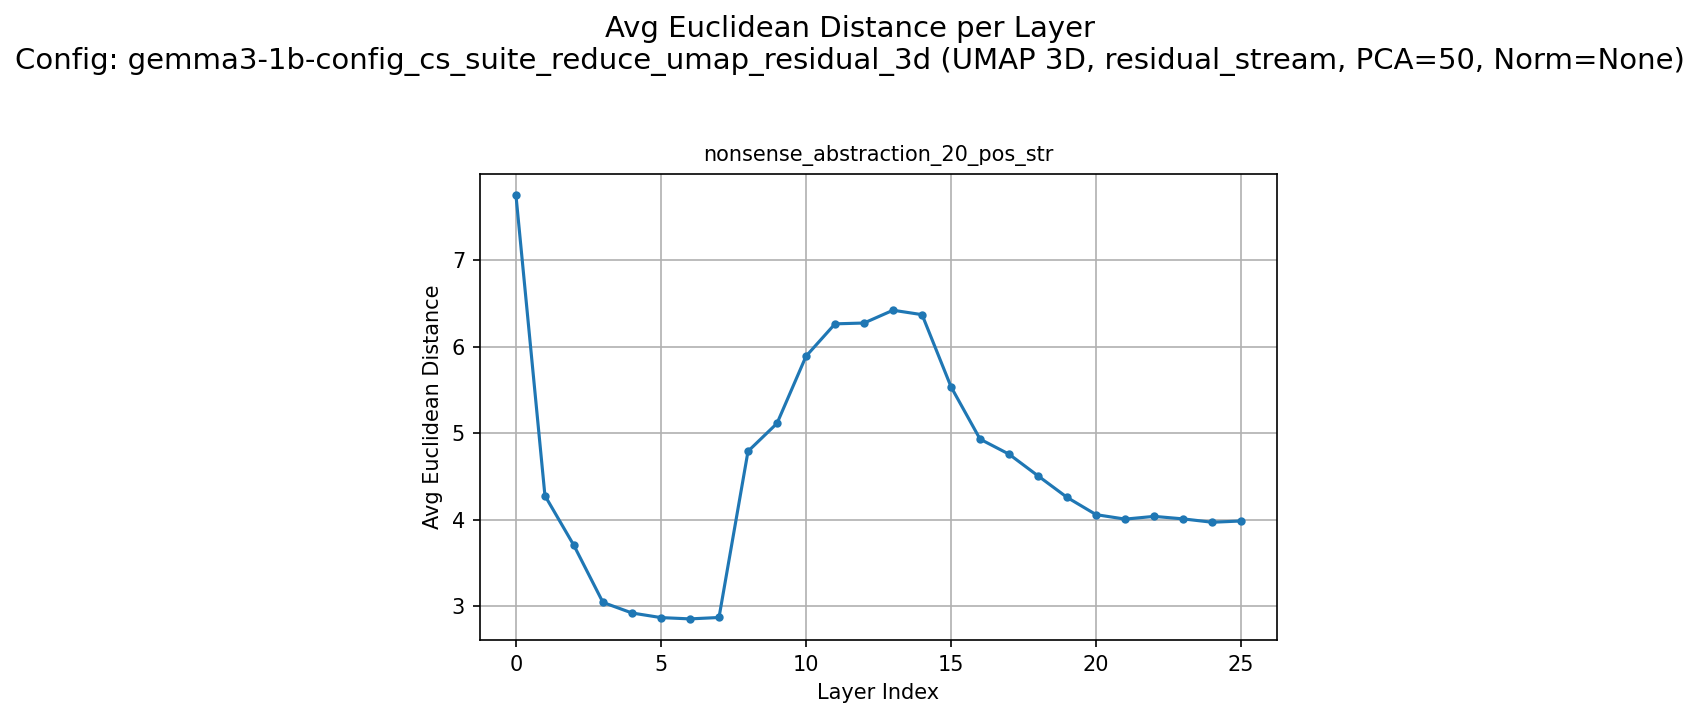 Avg Euclidean Distance per Layer
Config: gemma3-1b-config_cs_suite_reduce_umap_residual_3d (UMAP 3D, residual_stream, PCA=50, Norm=None)
nonsense_abstraction_20_pos_str
Avg Euclidean Distance
7
6
5
4
3
0 5 10 15 20 25
Layer Index